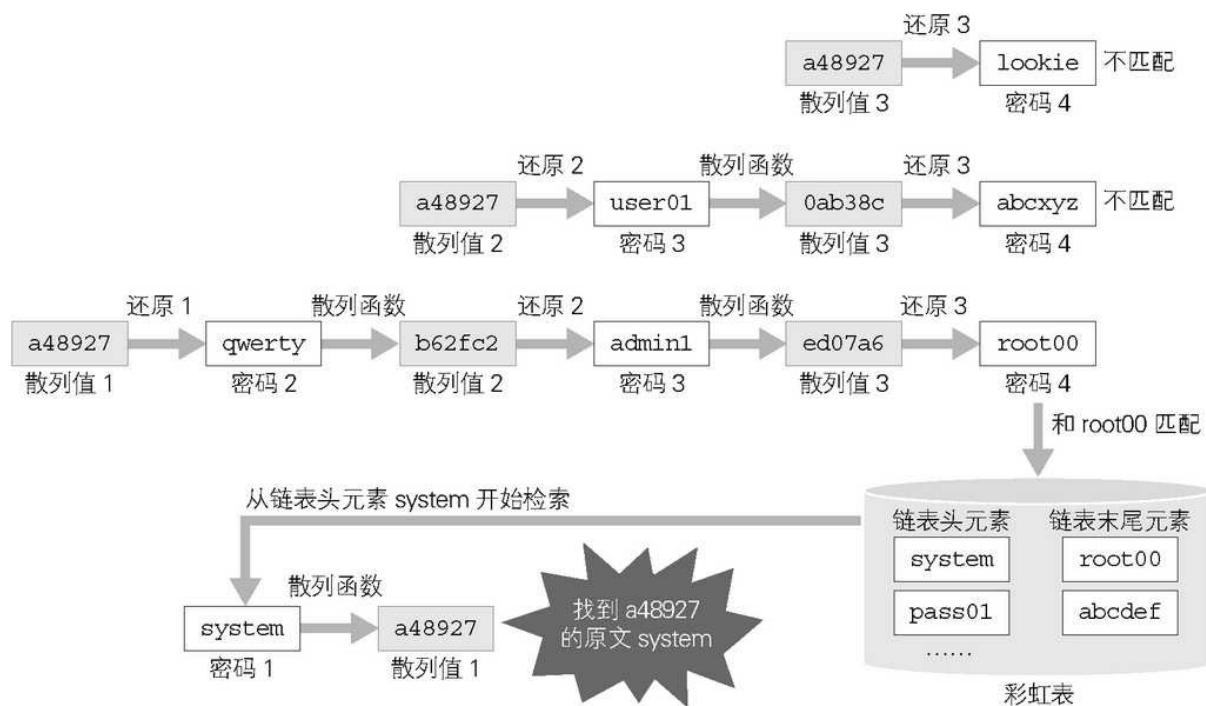 还原 3
a48927
lookie
不匹配
散列值 3
密码 4
还原 2
散列函数
还原 3
a48927
user01
0ab38c
abcxyz
不匹配
散列值 2
密码 3
散列值 3
密码 4
还原 1
散列函数
还原 2
散列函数
还原 3
a48927
qwerty
b62fc2
admin1
ed07a6
root00
散列值 1
密码 2
散列值 2
密码 3
散列值 3
密码 4
和 root00 匹配
从链表头元素 system 开始检索
链表头元素
链表末尾元素
system
root00
pass01
abcdef
……
彩虹表
散列函数
system
a48927
密码 1
散列值 1
找到 a48927
的原文 system